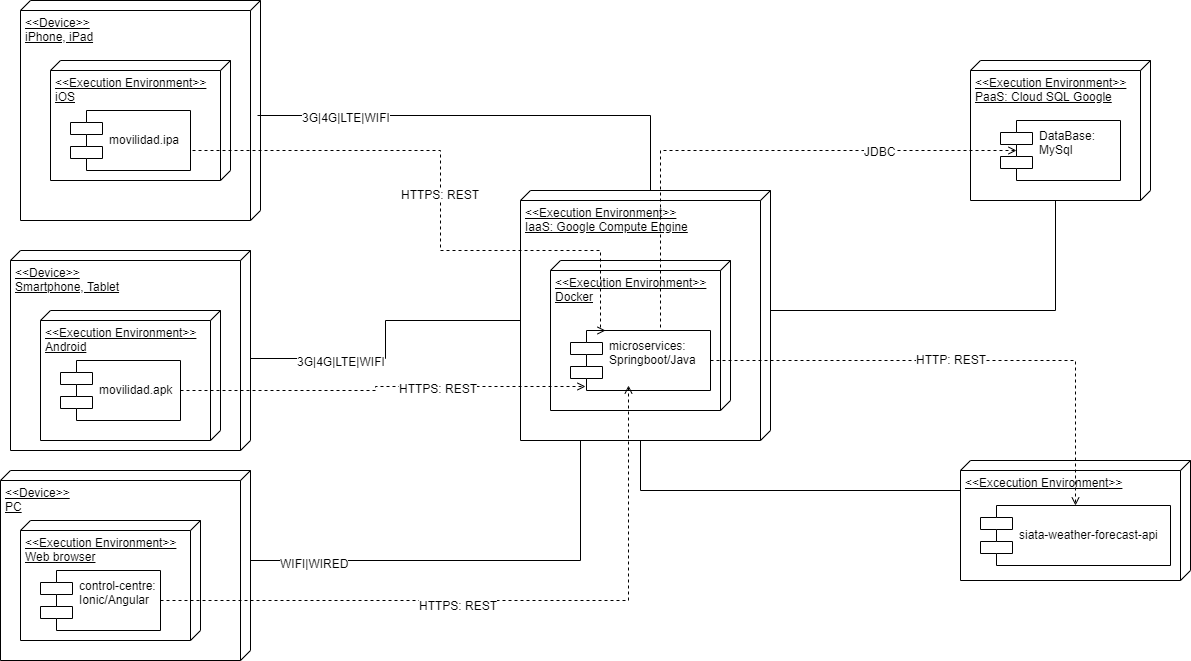 <<Device>>
iPhone, iPad
<<Execution Environment>>
iOS
movilidad.ipa
3G|4G|LTE|WIFI
HTTPS: REST
<<Execution Environment>>
PaaS: Cloud SQL Google
DataBase:
MySql
JDBC
<<Execution Environment>>
IaaS: Google Compute Engine
<<Execution Environment>>
Docker
microservices:
Springboot/Java
<<Device>>
Smartphone, Tablet
<<Execution Environment>>
Android
movilidad.apk
3G|4G|LTE|WIFI
HTTPS: REST
HTTP: REST
<<Device>>
PC
<<Execution Environment>>
Web browser
control-centre:
Ionic/Angular
WIFI|WIRED
HTTPS: REST
<<Excecution Environment>>
siata-weather-forecast-api